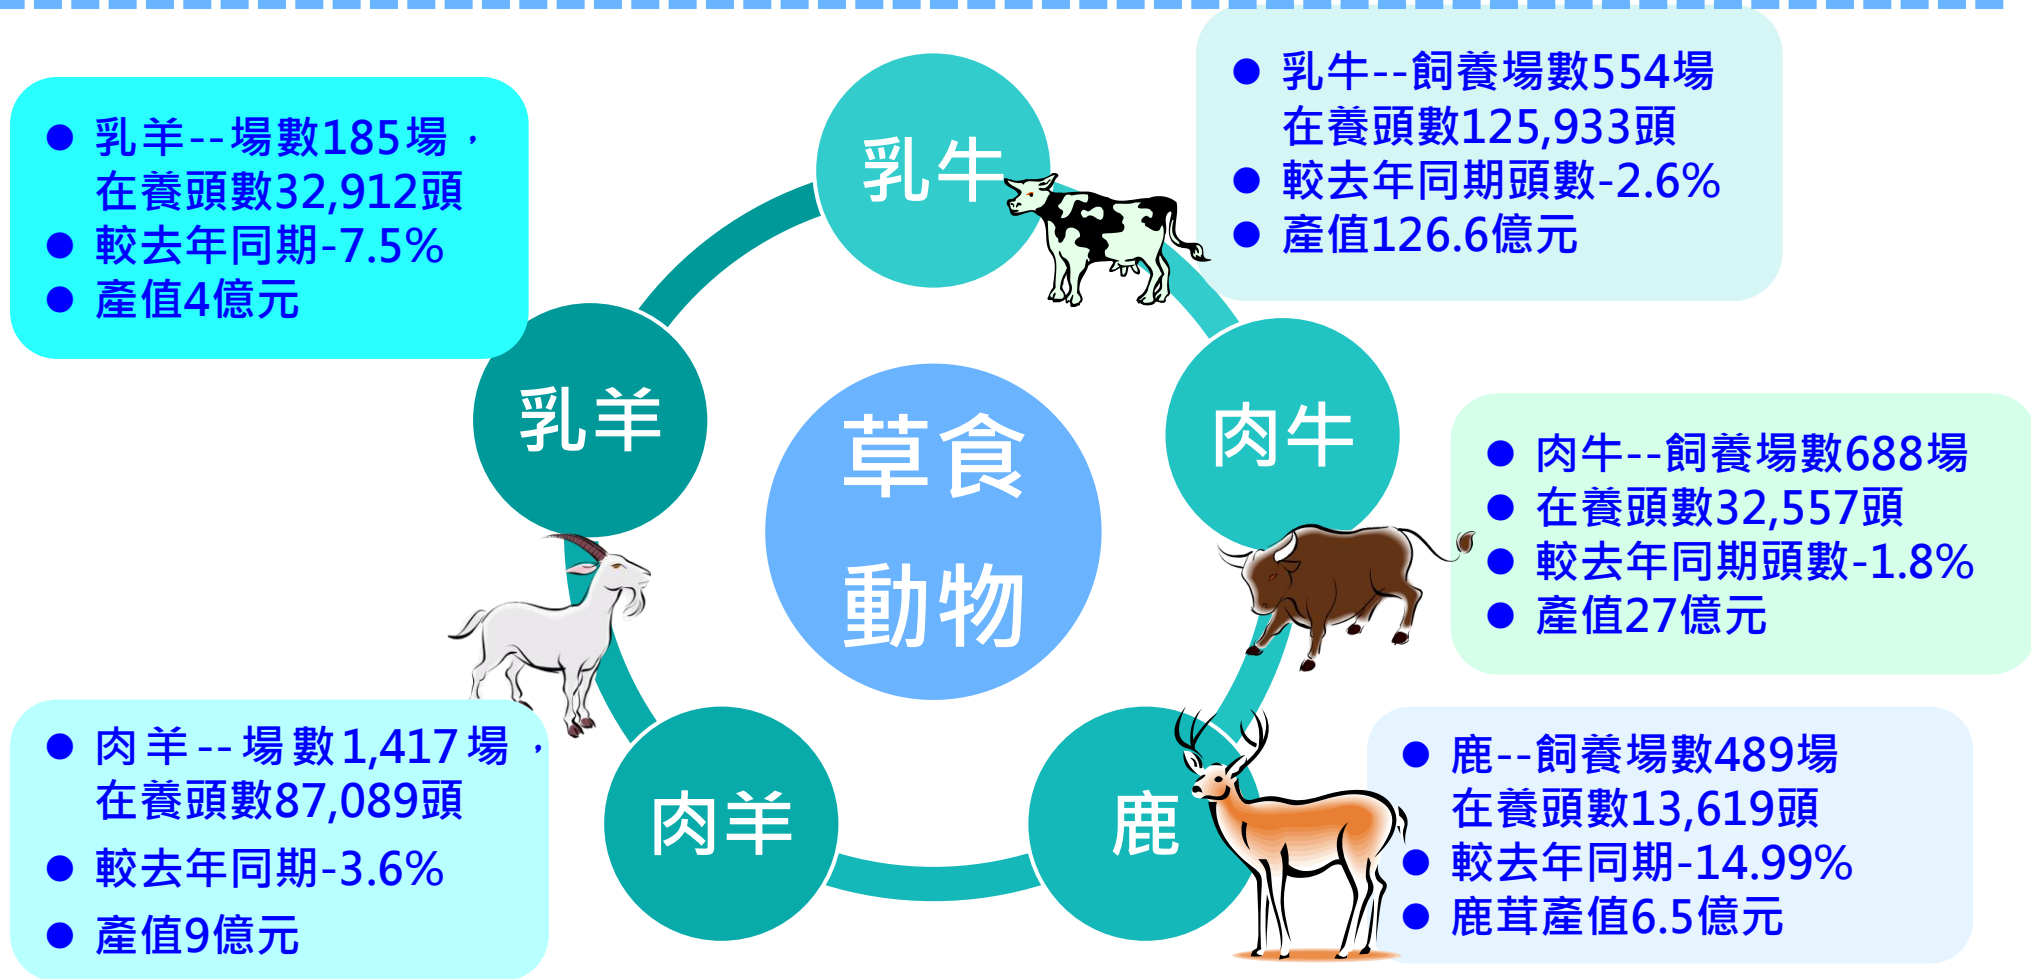 乳牛
● 乳牛--飼養場數554場
在養頭數125,933頭
● 較去年同期頭數-2.6%
● 產值126.6億元
肉牛
● 肉牛--飼養場數688場
● 在養頭數32,557頭
● 較去年同期頭數-1.8%
● 產值27億元
鹿
● 鹿--飼養場數489場
在養頭數13,619頭
● 較去年同期-14.99%
● 鹿茸產值6.5億元
肉羊
● 肉羊--場數1,417場，
在養頭數87,089頭
● 較去年同期-3.6%
● 產值9億元
乳羊
● 乳羊--場數185場，
在養頭數32,912頭
● 較去年同期-7.5%
● 產值4億元
草食
動物